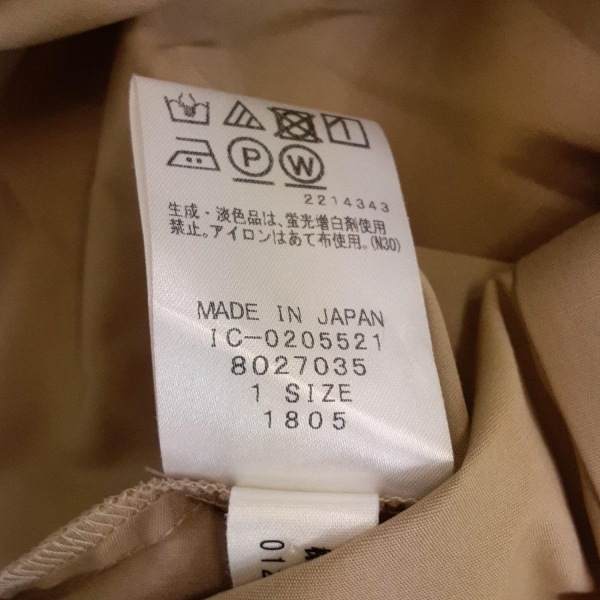 P W
2214343
生成・淡色品は、蛍光増白剤使用
禁止。アイロンはあて布使用。(N30)
MADE IN JAPAN
IC-0205521
8027035
1 SIZE
1805